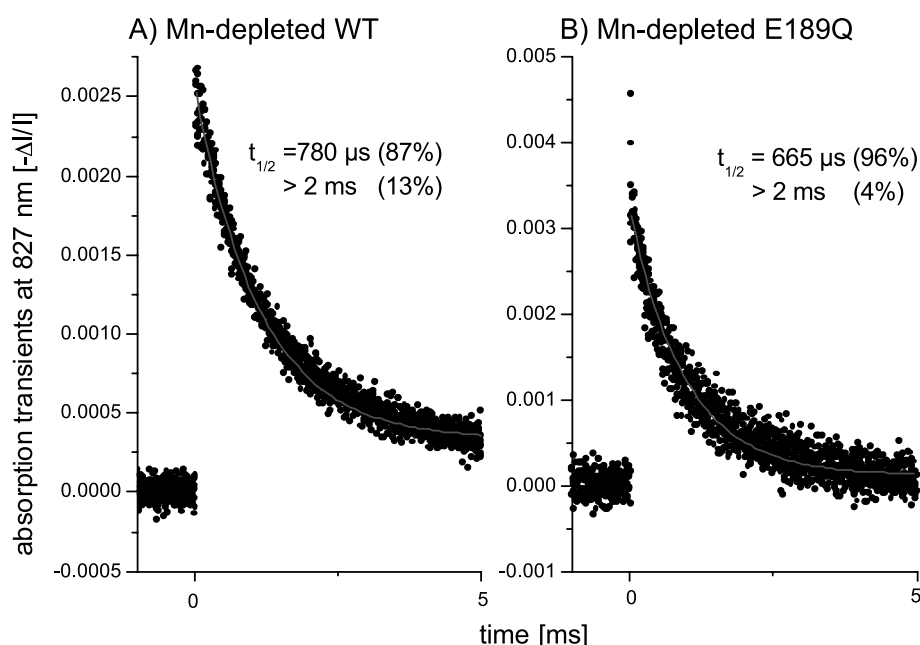 A) Mn-depleted WT
B) Mn-depleted E189Q
absorption transients at 827 nm [-ΔI/I]
0.0025
0.0020
0.0015
0.0010
0.0005
0.0000
-0.0005
t1/2 =780 µs (87%)
> 2 ms (13%)
0
5
0.005
0.004
0.003
0.002
0.001
0.000
-0.001
t1/2 = 665 µs (96%)
> 2 ms (4%)
0
5
time [ms]